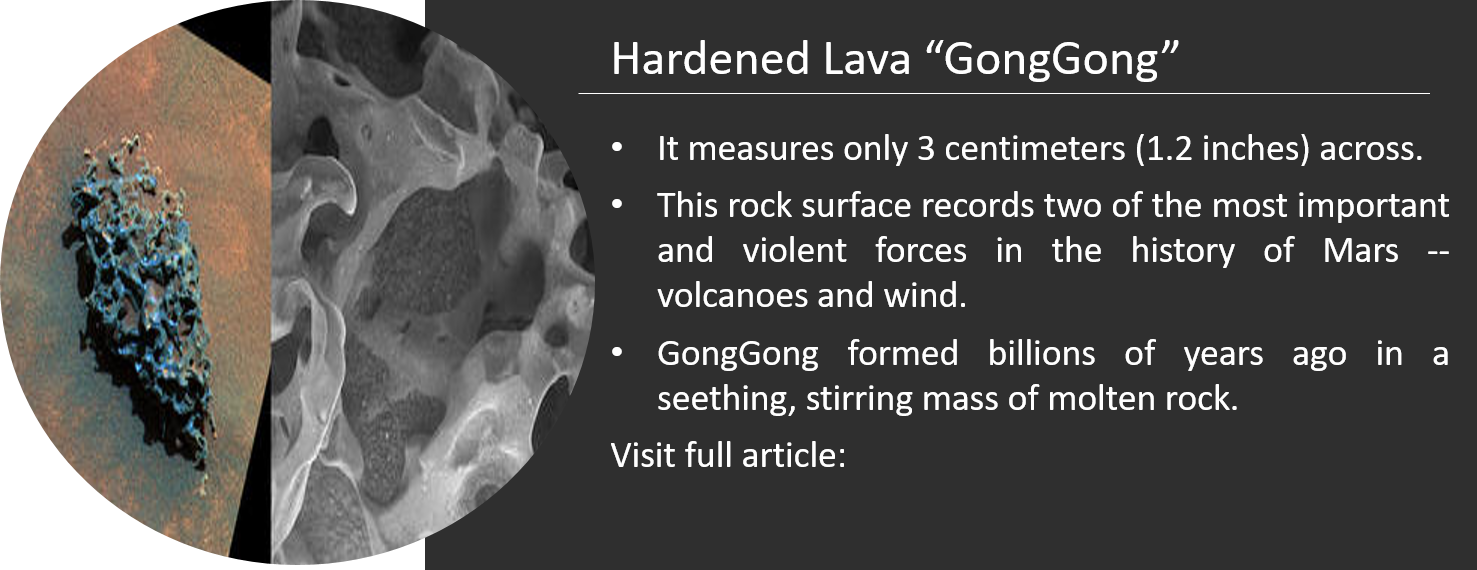 Hardened Lava “GongGong”
• It measures only 3 centimeters (1.2 inches) across.
• This rock surface records two of the most important
and violent forces in the history of Mars --
volcanoes and wind.
• GongGong formed billions of years ago in a
seething, stirring mass of molten rock.
Visit full article: